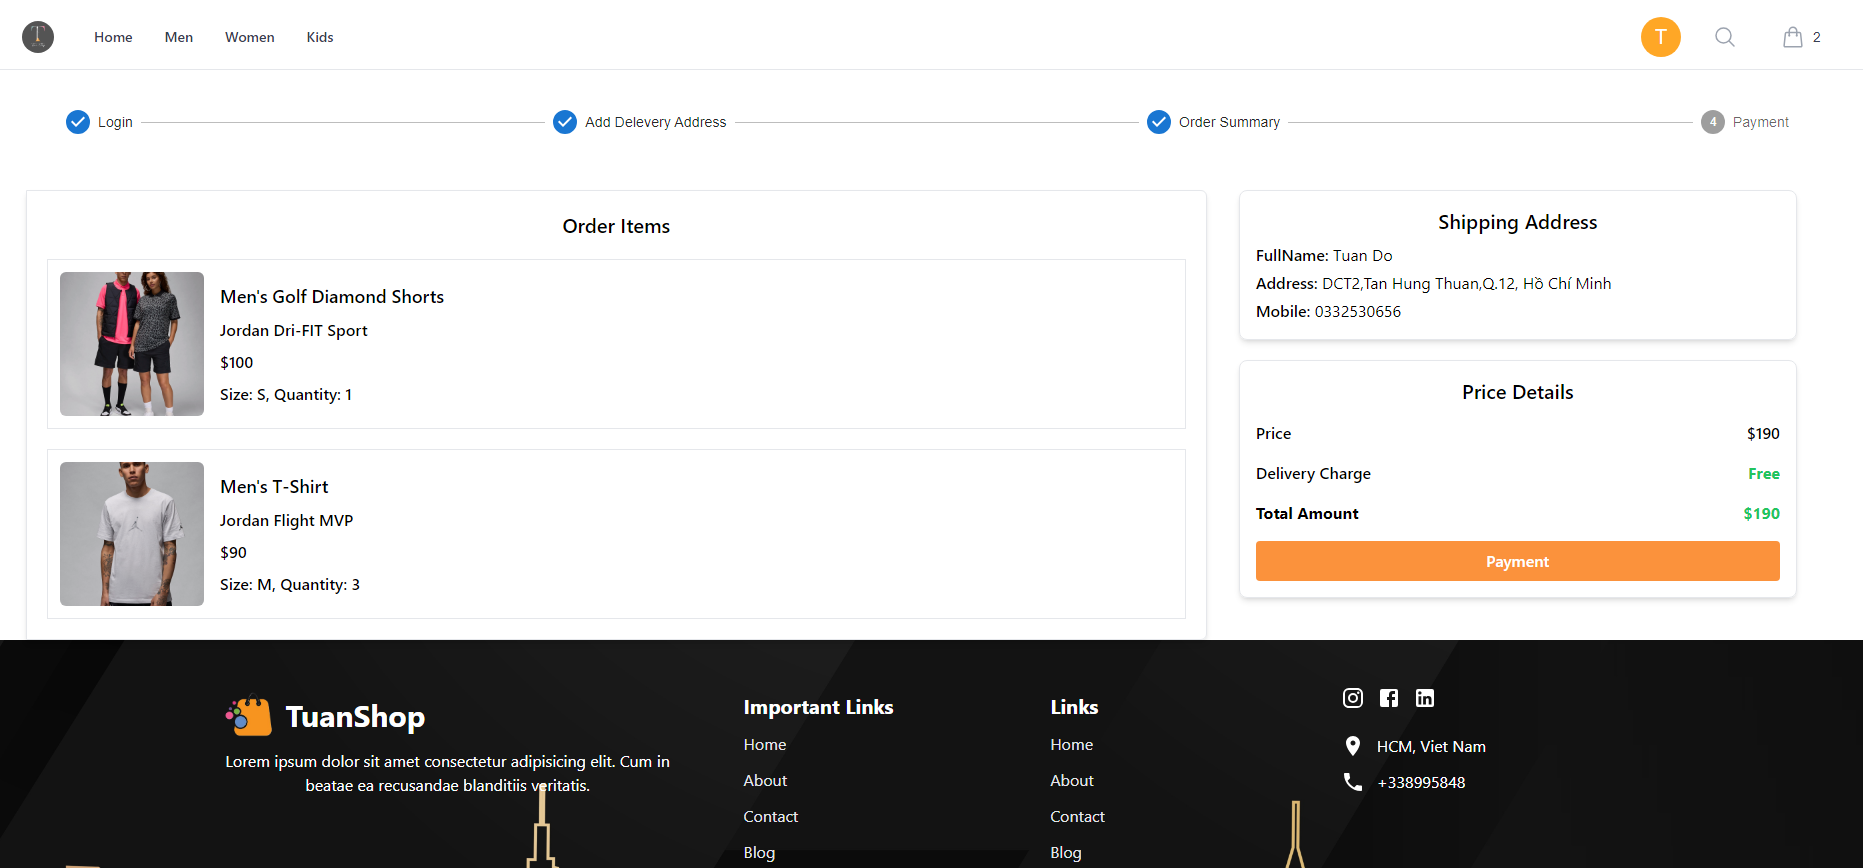 T
Home
Men
Women
Kids
T
2
Login
Add Delevery Address
Order Summary
4
Payment
Order Items
Men's Golf Diamond Shorts
Jordan Dri-FIT Sport
$100
Size: S, Quantity: 1
Men's T-Shirt
Jordan Flight MVP
$90
Size: M, Quantity: 3
Shipping Address
FullName: Tuan Do
Address: DCT2,Tan Hung Thuan,Q.12, Hồ Chí Minh
Mobile: 0332530656
Price Details
Price $190
Delivery Charge Free
Total Amount $190
Payment
TuanShop
Lorem ipsum dolor sit amet consectetur adipisicing elit. Cum in
beatae ea recusandae blanditiis veritatis.
Important Links
Home
About
Contact
Blog
Links
Home
About
Contact
Blog
HCM, Viet Nam
+338995848